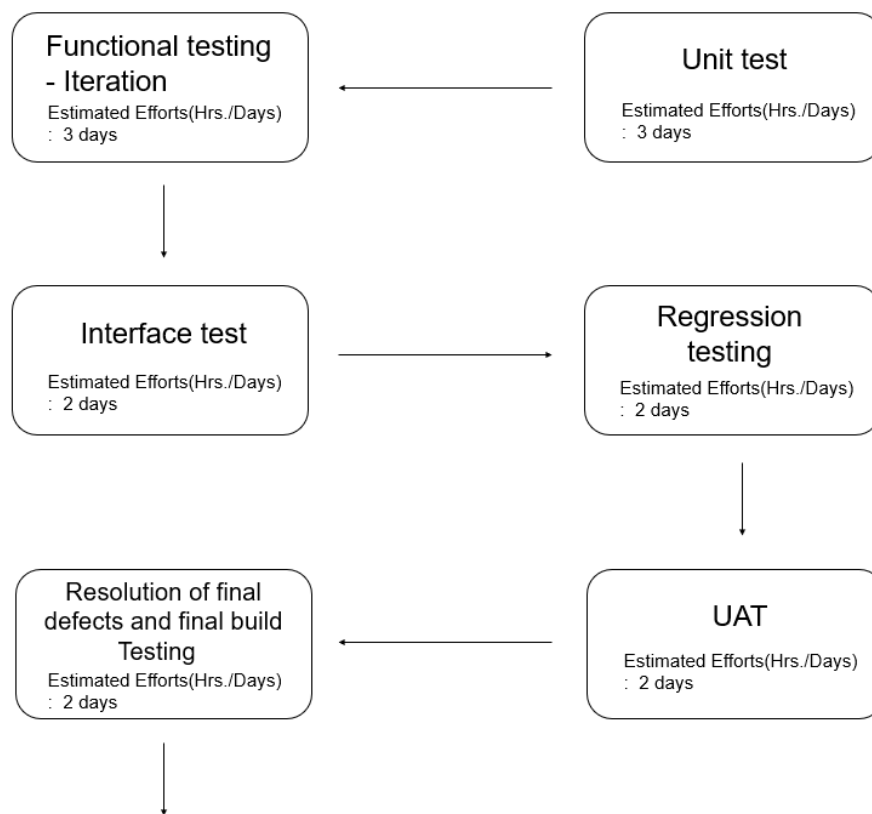 Functional testing
- Iteration
Estimated Efforts(Hrs./Days)
: 3 days
Unit test
Estimated Efforts(Hrs./Days)
: 3 days
Interface test
Estimated Efforts(Hrs./Days)
: 2 days
Regression
testing
Estimated Efforts(Hrs./Days)
: 2 days
Resolution of final
defects and final build
Testing
Estimated Efforts(Hrs./Days)
: 2 days
UAT
Estimated Efforts(Hrs./Days)
: 2 days